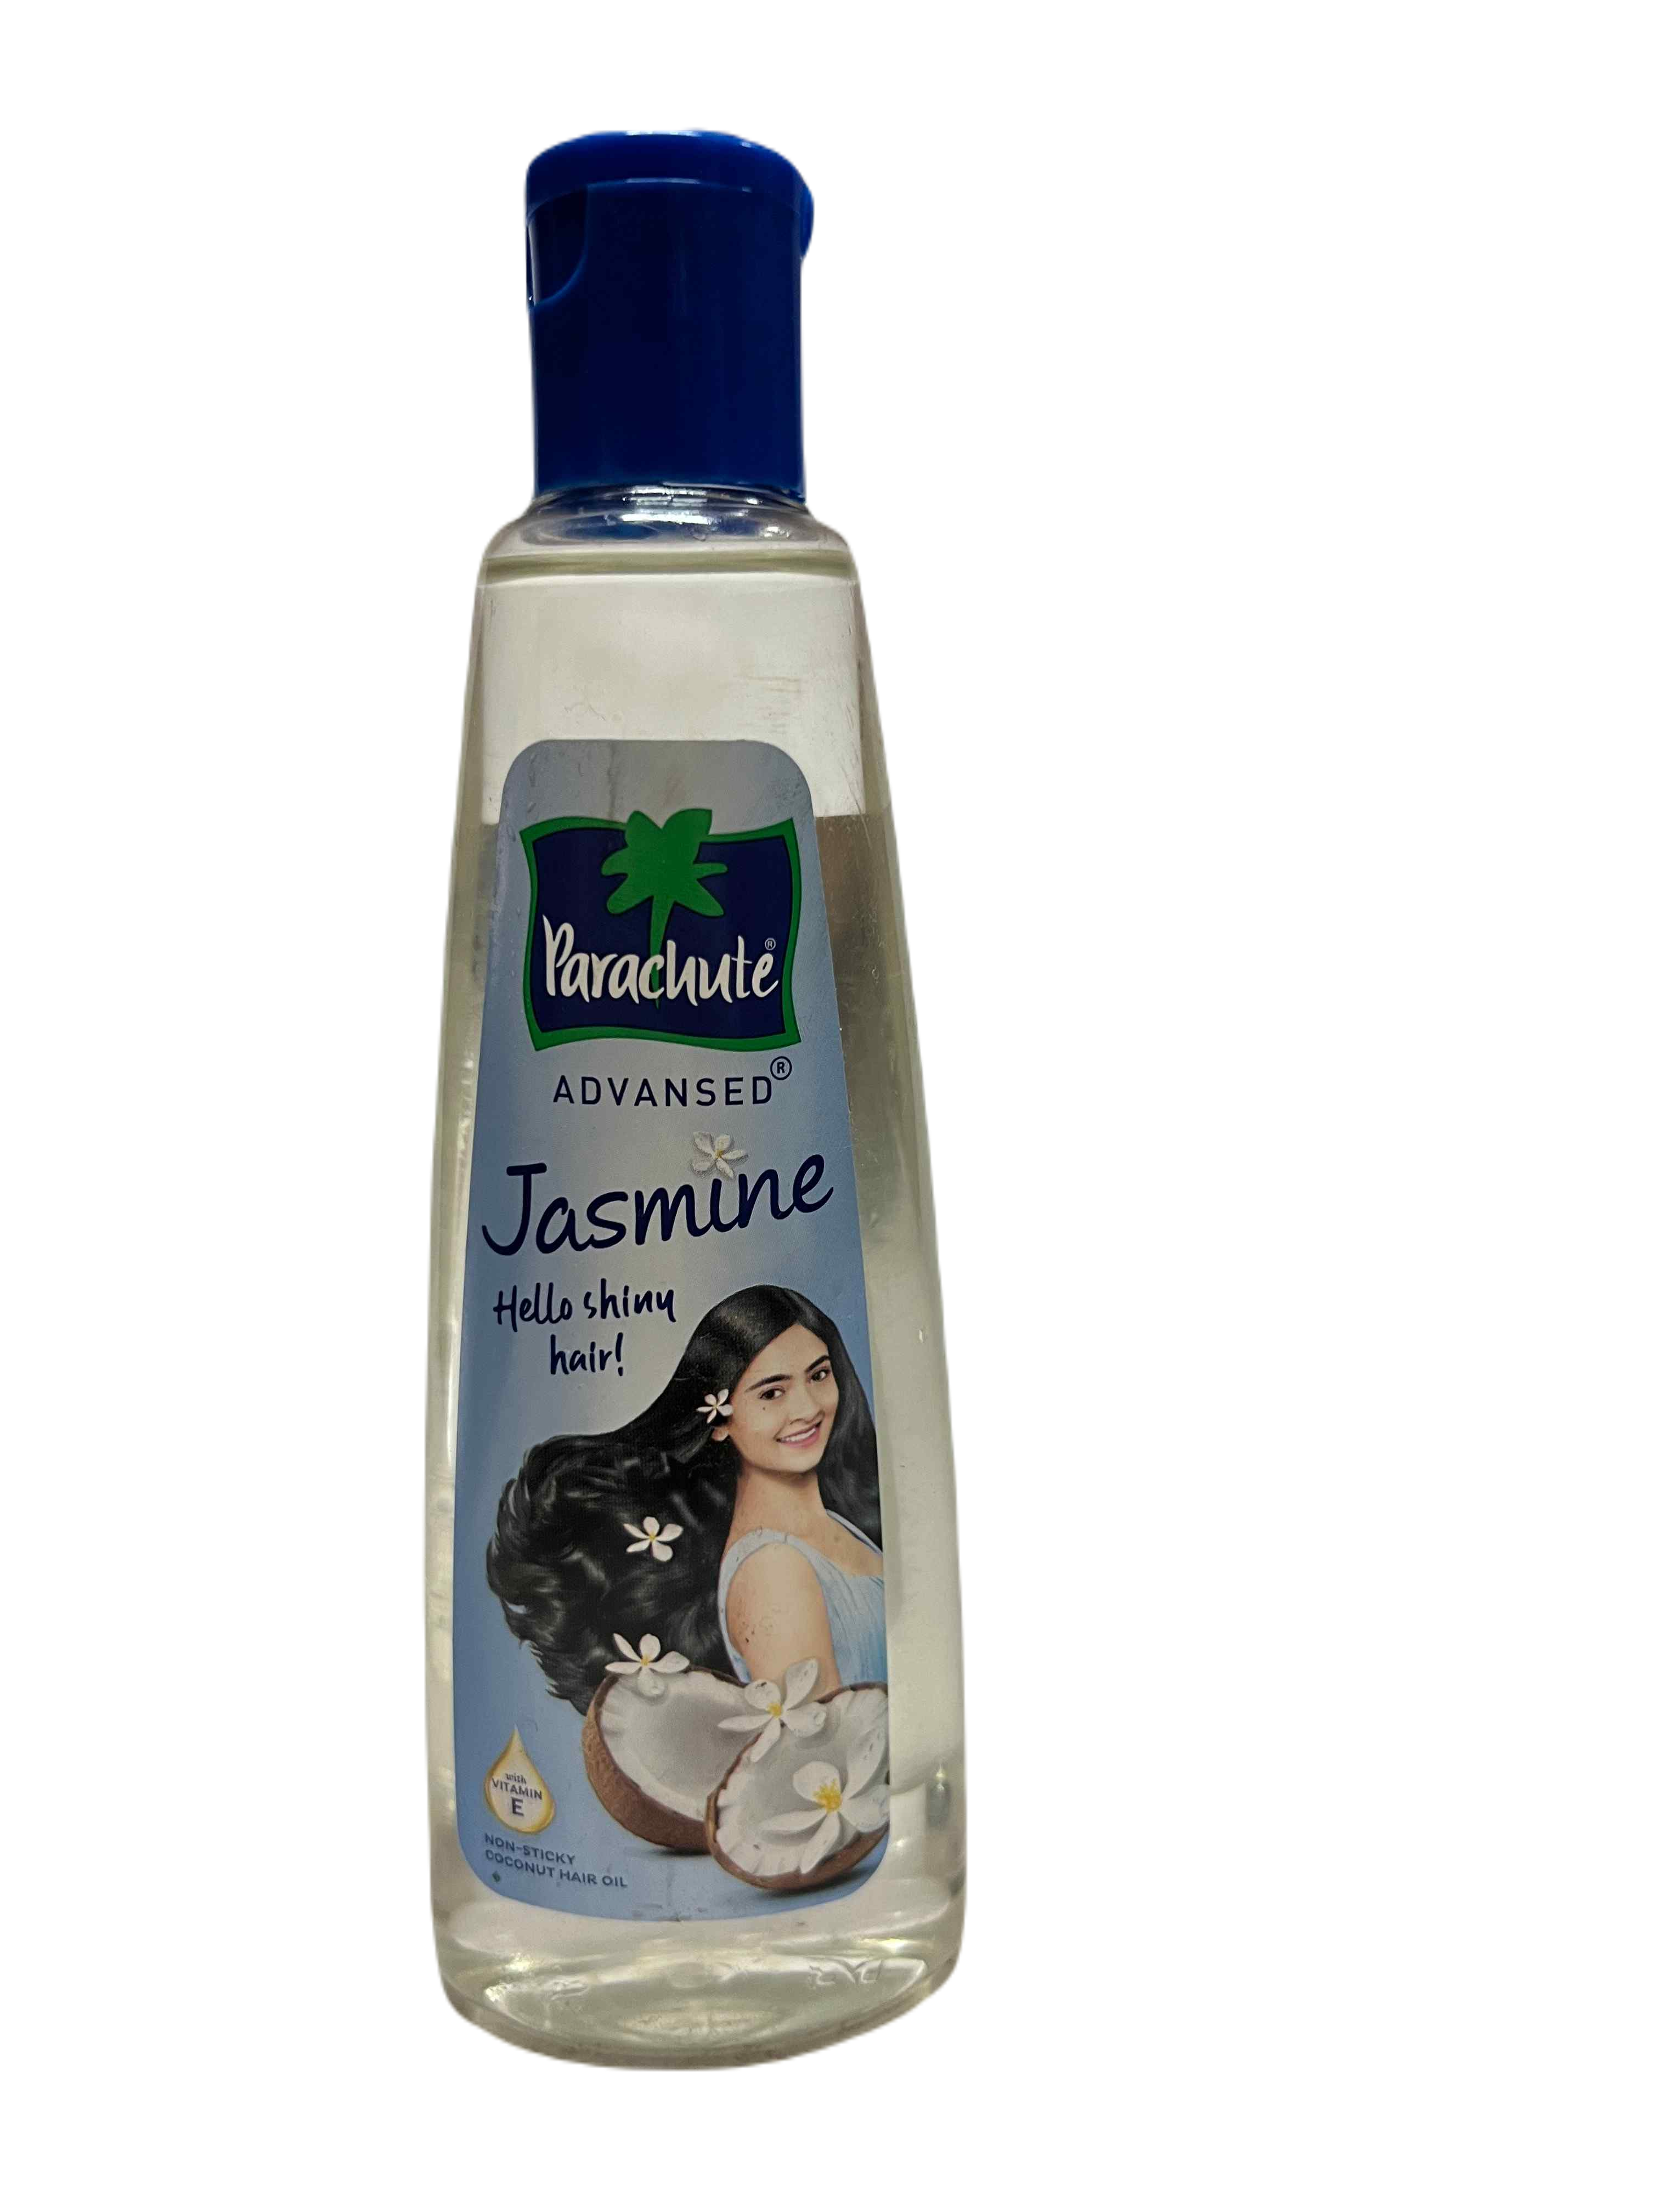 Parachute®
ADVANSED®
Jasmine
Hello shiny
hair!
with
VITAMIN
E
NON-STICKY
COCONUT HAIR OIL